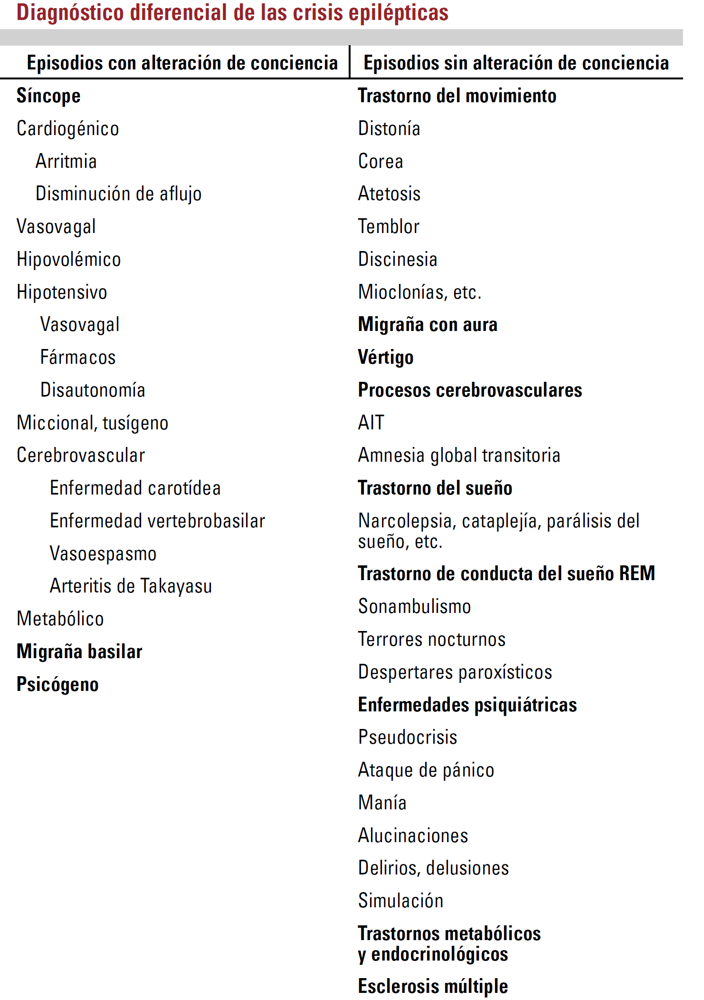 Diagnóstico diferencial de las crisis epilépticas
Episodios con alteración de conciencia
Síncope
Cardiogénico
Arritmia
Disminución de aflujo
Vasovagal
Hipovolémico
Hipotensivo
Vasovagal
Fármacos
Disautonomía
Miccional, tusígeno
Cerebrovascular
Enfermedad carotídea
Enfermedad vertebrobasilar
Vasoespasmo
Arteritis de Takayasu
Metabólico
Migraña basilar
Psicógeno
Episodios sin alteración de conciencia
Trastorno del movimiento
Distonía
Corea
Atetosis
Temblor
Discinesia
Mioclonías, etc.
Migraña con aura
Vértigo
Procesos cerebrovasculares
AIT
Amnesia global transitoria
Trastorno del sueño
Narcolepsia, cataplejía, parálisis del
sueño, etc.
Trastorno de conducta del sueño REM
Sonambulismo
Terrores nocturnos
Despertares paroxísticos
Enfermedades psiquiátricas
Pseudocrisis
Ataque de pánico
Manía
Alucinaciones
Delirios, delusiones
Simulación
Trastornos metabólicos
y endocrinológicos
Esclerosis múltiple